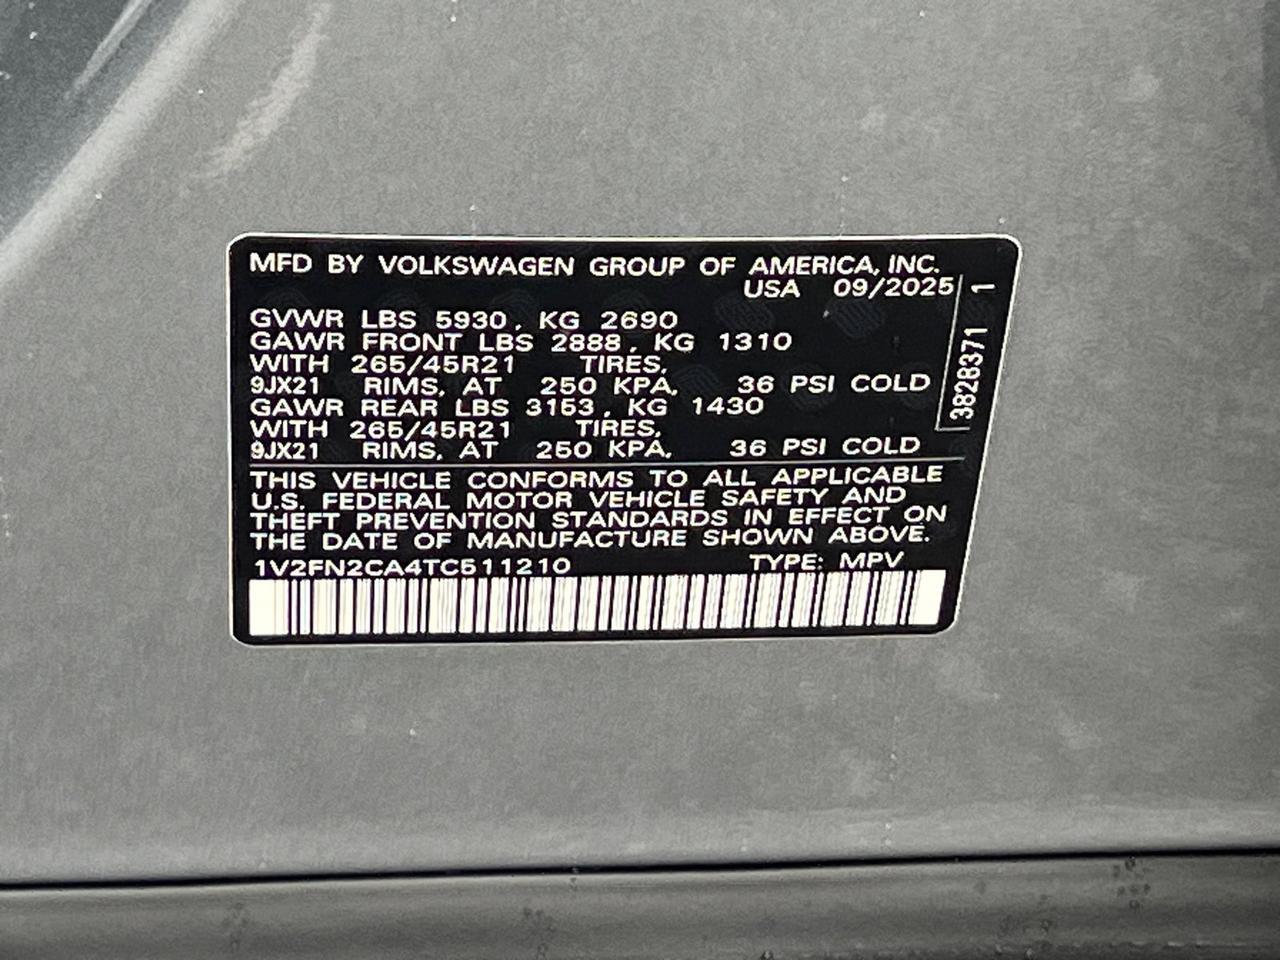 MFD BY VOLKSWAGEN GROUP OF AMERICA, INC.
USA 09/2025
GVWR LBS 5930, KG 2690
GAWR FRONT LBS 2888, KG 1310
WITH 265/45R21 TIRES,
9JX21 RIMS, AT 250 KPA, 36 PSI COLD
GAWR REAR LBS 3153, KG 1430
WITH 265/45R21 TIRES,
9JX21 RIMS, AT 250 KPA, 36 PSI COLD
THIS VEHICLE CONFORMS TO ALL APPLICABLE
U.S. FEDERAL MOTOR VEHICLE SAFETY AND
THEFT PREVENTION STANDARDS IN EFFECT ON
THE DATE OF MANUFACTURE SHOWN ABOVE.
1V2FN2CA4TC511210 TYPE: MPV
3828371 1